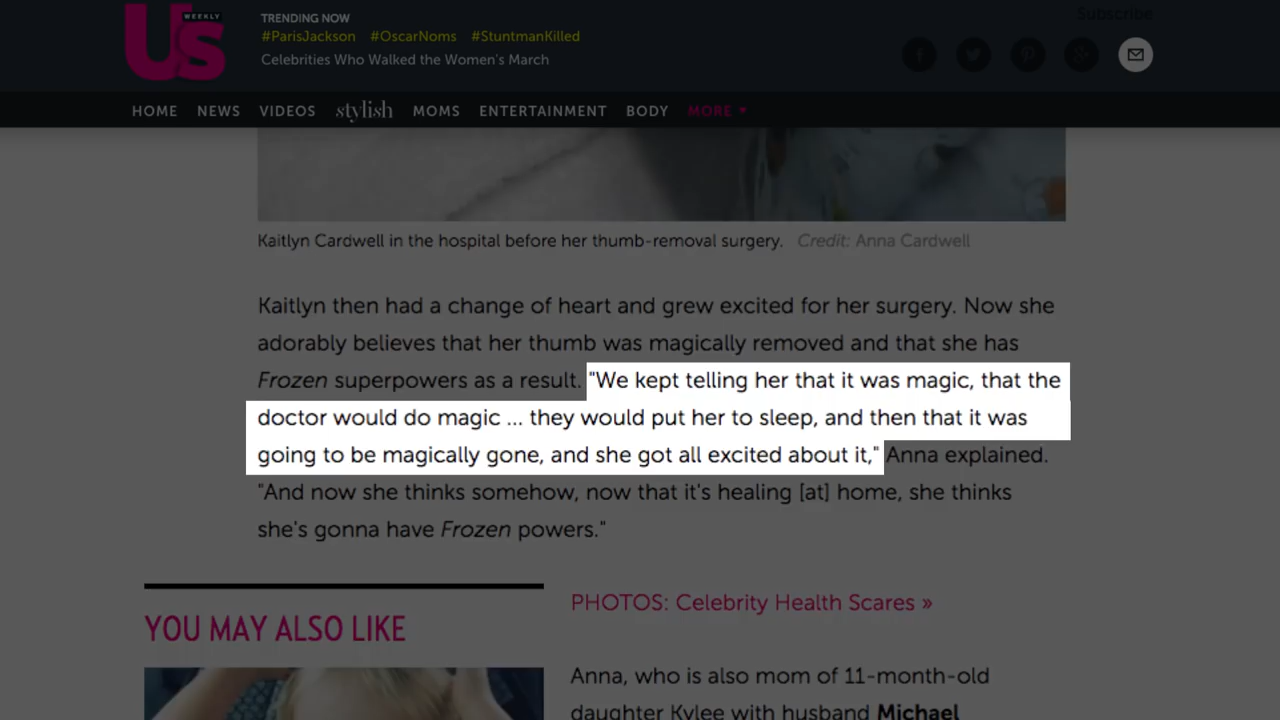 Us
WEEKLY
TRENDING NOW
#ParisJackson #OscarNoms #StuntmanKilled
Celebrities Who Walked the Women's March
Subscribe
HOME NEWS VIDEOS stylish MOMS ENTERTAINMENT BODY MORE
Kaitlyn Cardwell in the hospital before her thumb-removal surgery. Credit: Anna Cardwell
Kaitlyn then had a change of heart and grew excited for her surgery. Now she
adorably believes that her thumb was magically removed and that she has
Frozen superpowers as a result. "We kept telling her that it was magic, that the
doctor would do magic ... they would put her to sleep, and then that it was
going to be magically gone, and she got all excited about it," Anna explained.
"And now she thinks somehow, now that it's healing [at] home, she thinks
she's gonna have Frozen powers."
YOU MAY ALSO LIKE
PHOTOS: Celebrity Health Scares »
Anna, who is also mom of 11-month-old
daughter Kylee with husband Michael